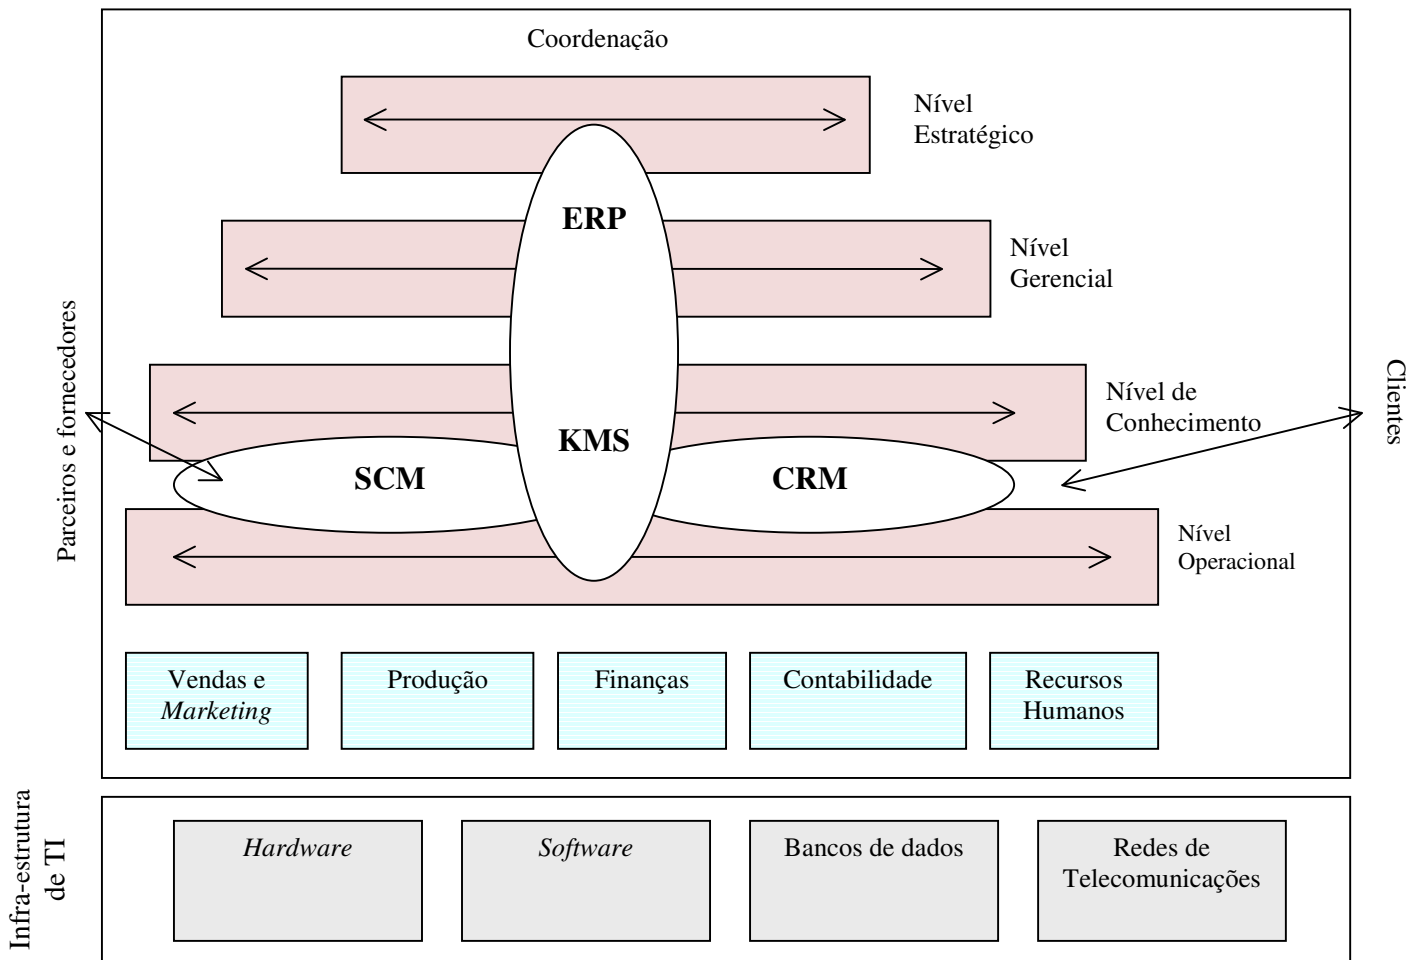 Coordenação
Nível
Estratégico
ERP
Nível
Gerencial
Parceiros e fornecedores
Clientes
Nível de
Conhecimento
KMS
SCM
CRM
Nível
Operacional
Vendas e
Marketing
Produção
Finanças
Contabilidade
Recursos
Humanos
Infra-estrutura
de TI
Hardware
Software
Bancos de dados
Redes de
Telecomunicações